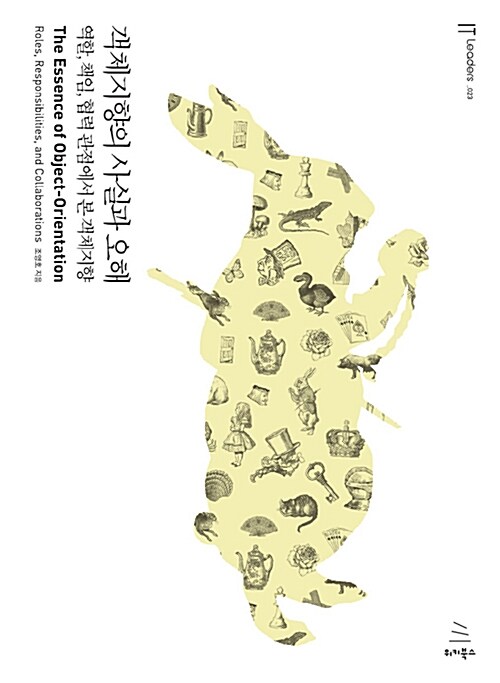 IT Leaders _023
객체지향의 사실과 오해
역할, 책임, 협력 관점에서 본 객체지향
The Essence of Object-Orientation
Roles, Responsibilities, and Collaborations 조영호 지음
위키북스